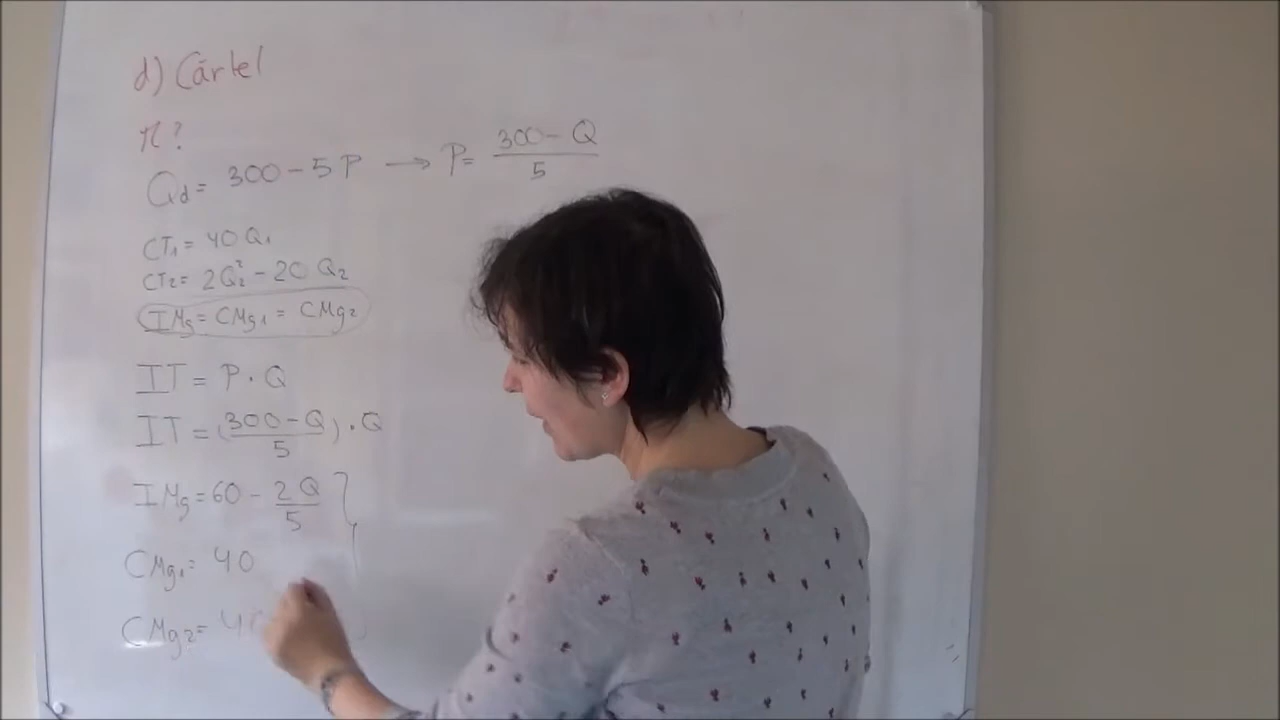 d) Cártel
π?
Qd = 300 - 5P → P = (300 - Q)/5
CT₁ = 40 Q₁
CT₂ = 2Q₂² - 20 Q₂
IMg = CMg₁ = CMg₂
IT = P · Q
IT = ((300 - Q)/5) · Q
IMg = 60 - 2Q/5
CMg₁ = 40
CMg₂ =